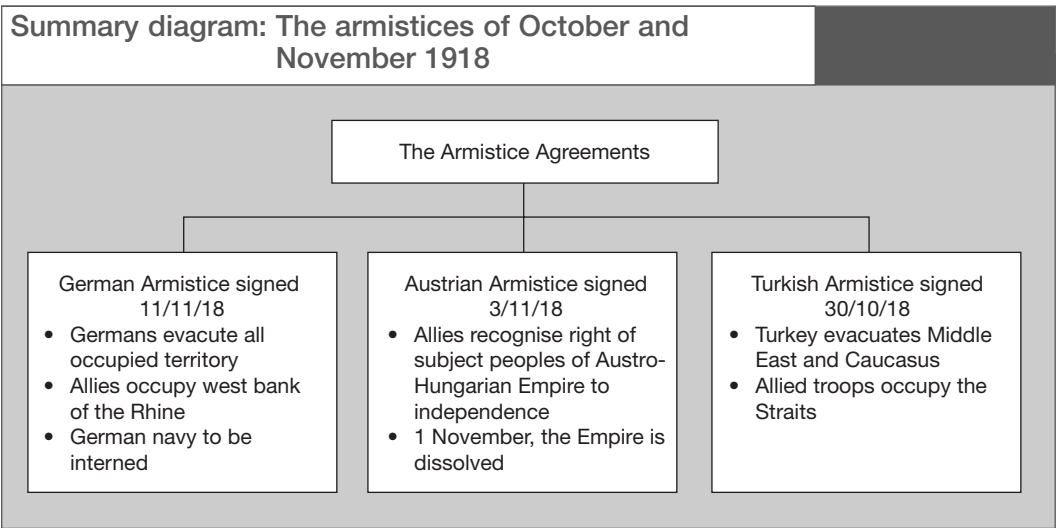 Summary diagram: The armistices of October and
November 1918
The Armistice Agreements
German Armistice signed
11/11/18
• Germans evacute all
occupied territory
• Allies occupy west bank
of the Rhine
• German navy to be
interned
Austrian Armistice signed
3/11/18
• Allies recognise right of
subject peoples of Austro-
Hungarian Empire to
independence
• 1 November, the Empire is
dissolved
Turkish Armistice signed
30/10/18
• Turkey evacuates Middle
East and Caucasus
• Allied troops occupy the
Straits